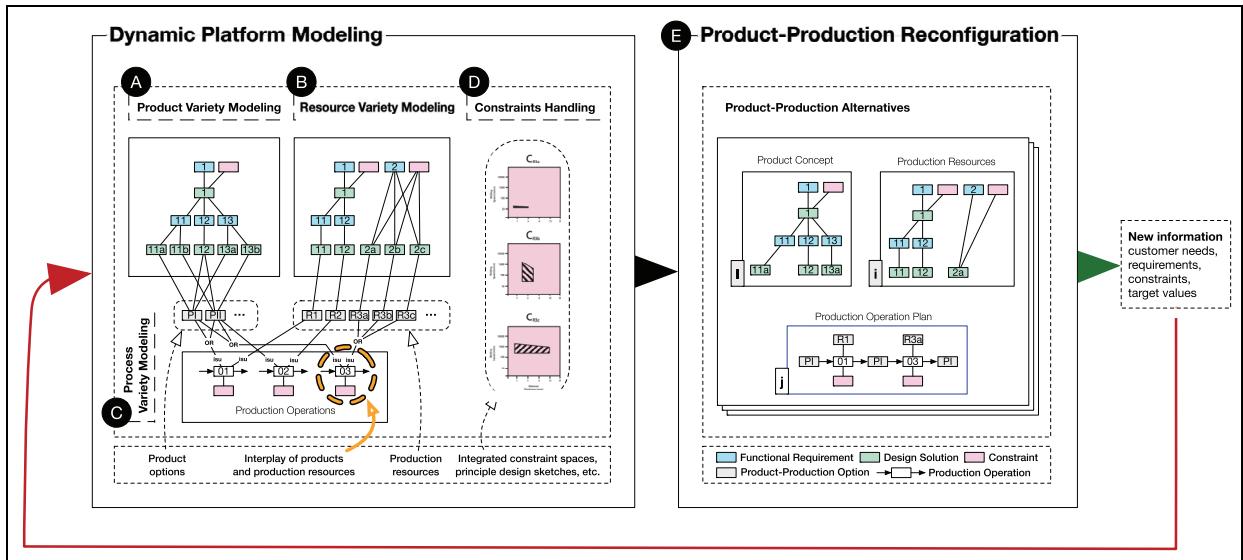 Dynamic Platform Modeling
E Product-Production Reconfiguration
A
B
D
Product Variety Modeling
Resource Variety Modeling
Constraints Handling
1
1
11 12 13
11a 11b 12 13a 13b
1 2
1
11 12
11 12 2a 2b 2c
PI PII ...
R1 R2 R3a R3b R3c ...
OR OR OR
isu isu isu isu isu
01 02 03
Production Operations
Process
Variety Modeling
C
Product
options
Interplay of products
and production resources
Production
resources
Integrated constraint spaces,
principle design sketches, etc.
Product-Production Alternatives
Product Concept
1
1
11 12 13
11a 12 13a
I
Production Resources
1 2
1
11 12
11 12 2a
i
Production Operation Plan
R1 R3a
PI 01 PI 03 PI
j
Functional Requirement Design Solution Constraint
Product-Production Option Production Operation
New information
customer needs,
requirements,
constraints,
target values